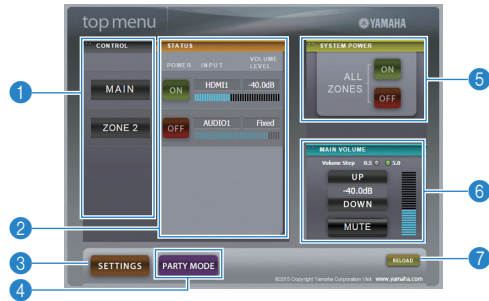 top menu
YAMAHA
CONTROL
MAIN
ZONE 2
STATUS
POWER INPUT VOLUME LEVEL
ON HDMI1 -40.0dB
OFF AUDIO1 Fixed
SYSTEM POWER
ALL ZONES
ON
OFF
MAIN VOLUME
Volume Step 0.5 5.0
UP
-40.0dB
DOWN
MUTE
SETTINGS
PARTY MODE
RELOAD
©2010 Copyright Yamaha Corporation Visit www.yamaha.com
1
2
3
4
5
6
7